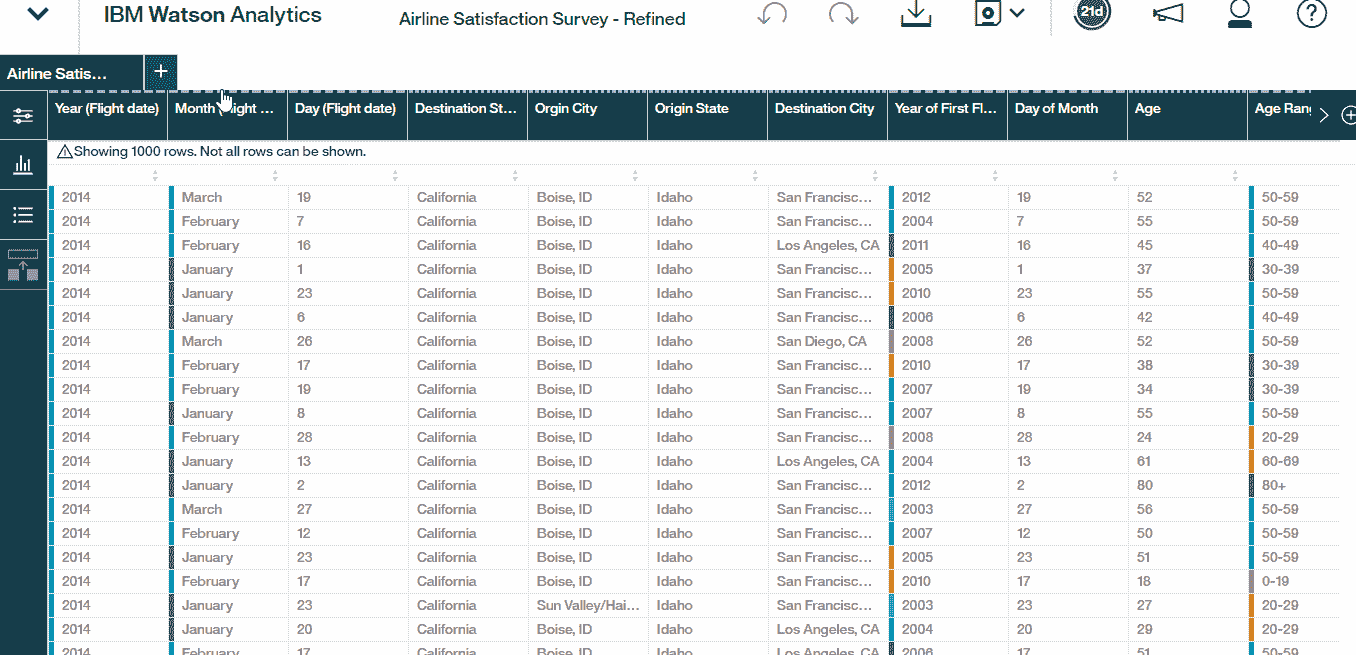 IBM Watson Analytics Airline Satisfaction Survey - Refined 21d ?
Airline Satis... +
Year (Flight date) Month ight ... Day (Flight date) Destination St... Orgin City Origin State Destination City Year of First Fl... Day of Month Age Age Rang
Showing 1000 rows. Not all rows can be shown.
2014 March 19 California Boise, ID Idaho San Francisc... 2012 19 52 50-59
2014 February 7 California Boise, ID Idaho San Francisc... 2004 7 55 50-59
2014 February 16 California Boise, ID Idaho Los Angeles, CA 2011 16 45 40-49
2014 January 1 California Boise, ID Idaho San Francisc... 2005 1 37 30-39
2014 January 23 California Boise, ID Idaho San Francisc... 2010 23 55 50-59
2014 January 6 California Boise, ID Idaho San Francisc... 2006 6 42 40-49
2014 March 26 California Boise, ID Idaho San Diego, CA 2008 26 52 50-59
2014 February 17 California Boise, ID Idaho San Francisc... 2010 17 38 30-39
2014 February 19 California Boise, ID Idaho San Francisc... 2007 19 34 30-39
2014 January 8 California Boise, ID Idaho San Francisc... 2007 8 55 50-59
2014 February 28 California Boise, ID Idaho San Francisc... 2008 28 24 20-29
2014 January 13 California Boise, ID Idaho Los Angeles, CA 2004 13 61 60-69
2014 January 2 California Boise, ID Idaho San Francisc... 2012 2 80 80+
2014 March 27 California Boise, ID Idaho San Francisc... 2003 27 56 50-59
2014 February 12 California Boise, ID Idaho San Francisc... 2007 12 50 50-59
2014 January 23 California Boise, ID Idaho San Francisc... 2005 23 51 50-59
2014 February 17 California Boise, ID Idaho San Francisc... 2010 17 18 0-19
2014 January 23 California Sun Valley/Hai... Idaho San Francisc... 2003 23 27 20-29
2014 January 20 California Boise, ID Idaho Los Angeles, CA 2004 20 29 20-29
2014 February 17 California Boise, ID Idaho Los Angeles, CA 2006 17 51 50-59